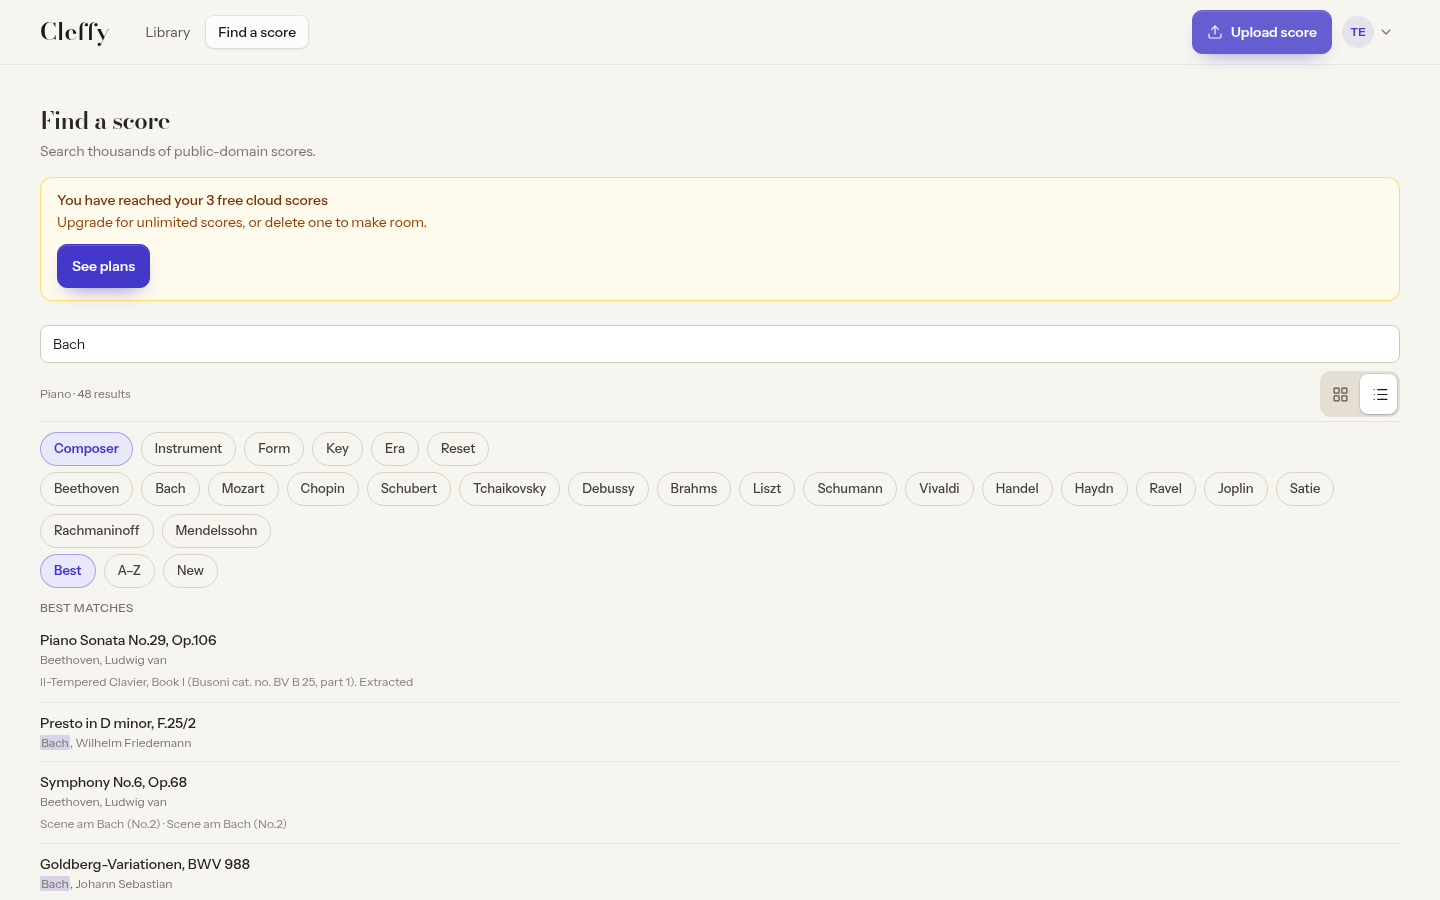 Cleffy
Library
Find a score
Upload score
TE
Find a score
Search thousands of public-domain scores.
You have reached your 3 free cloud scores
Upgrade for unlimited scores, or delete one to make room.
See plans
Bach
Piano · 48 results
Composer
Instrument
Form
Key
Era
Reset
Beethoven
Bach
Mozart
Chopin
Schubert
Tchaikovsky
Debussy
Brahms
Liszt
Schumann
Vivaldi
Handel
Haydn
Ravel
Joplin
Satie
Rachmaninoff
Mendelssohn
Best
A–Z
New
BEST MATCHES
Piano Sonata No.29, Op.106
Beethoven, Ludwig van
ll-Tempered Clavier, Book I (Busoni cat. no. BV B 25, part 1). Extracted
Presto in D minor, F.25/2
Bach, Wilhelm Friedemann
Symphony No.6, Op.68
Beethoven, Ludwig van
Scene am Bach (No.2) · Scene am Bach (No.2)
Goldberg-Variationen, BWV 988
Bach, Johann Sebastian